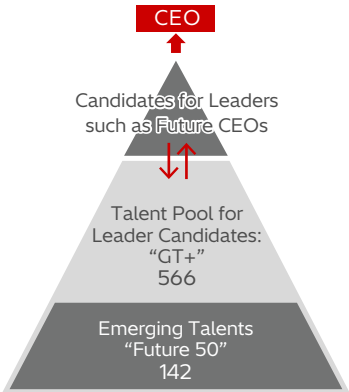 CEO
Candidates for Leaders
such as Future CEOs
Talent Pool for
Leader Candidates:
“GT+”
566
Emerging Talents
“Future 50”
142